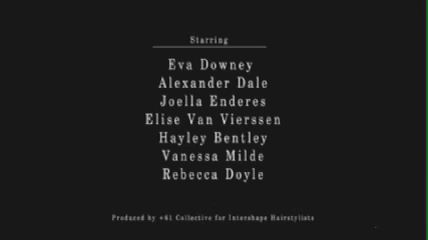 Starring
Eva Downey
Alexander Dale
Joella Enderes
Elise Van Vierssen
Hayley Bentley
Vanessa Milde
Rebecca Doyle
Produced by +61 Collective for Intershape Hairstylists